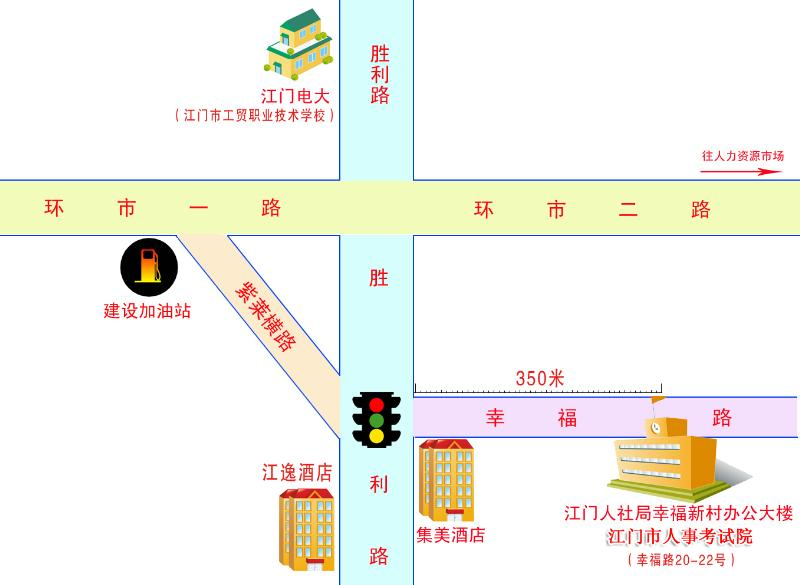 胜利路
江门电大
（江门市工贸职业技术学校）
往人力资源市场
环市一路
环市二路
建设加油站
紫莱横路
胜利路
350米
幸福路
江逸酒店
集美酒店
江门人社局幸福新村办公大楼
江门市人事考试院
（幸福路20-22号）